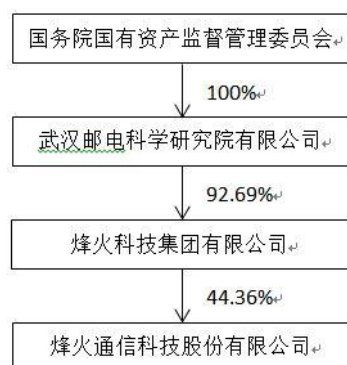 国务院国有资产监督管理委员会
100%
武汉邮电科学研究院有限公司
92.69%
烽火科技集团有限公司
44.36%
烽火通信科技股份有限公司